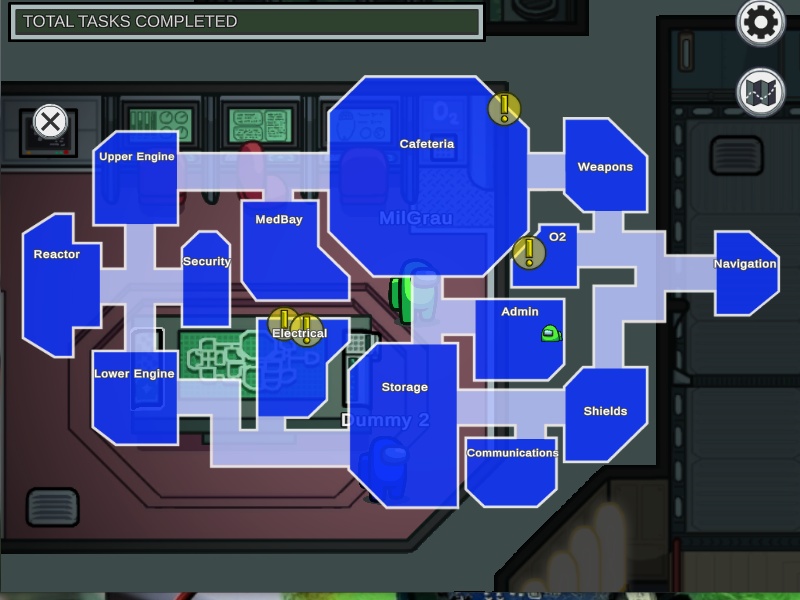 TOTAL TASKS COMPLETED
Cafeteria
Upper Engine
Weapons
MedBay
MilGrau
O2
Reactor
Security
Navigation
Admin
Electrical
Lower Engine
Storage
Shields
Dummy 2
Communications